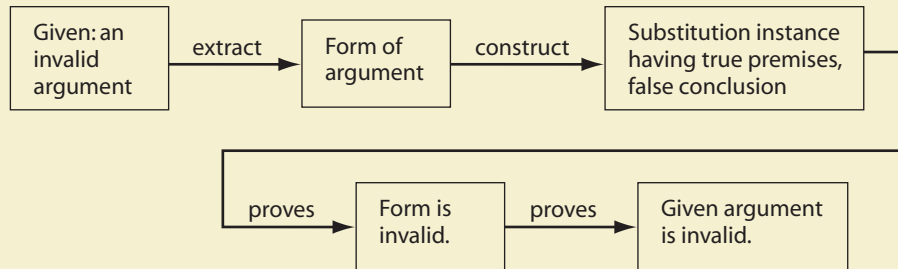 Given: an
invalid
argument
extract
Form of
argument
construct
Substitution instance
having true premises,
false conclusion
proves
Form is
invalid.
proves
Given argument
is invalid.